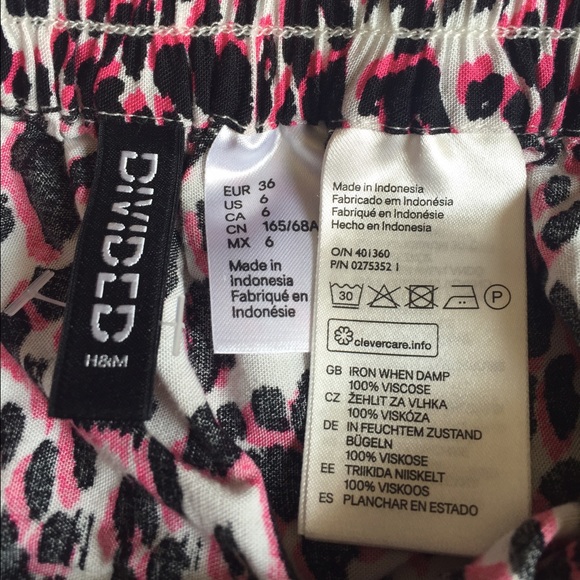 DIVIDED
H&M
EUR 36
US 6
CA 6
CN 165/68A
MX 6
Made in
Indonesia
Fabriqué en
Indonésie
Made in Indonesia
Fabricado em Indonésia
Fabriqué en Indonésie
Hecho en Indonesia
O/N 401360
P/N 0275352 1
30
P
clevercare.info
GB IRON WHEN DAMP
100% VISCOSE
CZ ŽEHLIT ZA VLHKA
100% VISKÓZA
DE IN FEUCHTEM ZUSTAND
BÜGELN
100% VISKOSE
EE TRIIKIDA NIISKELT
100% VISKOOS
ES PLANCHAR EN ESTADO